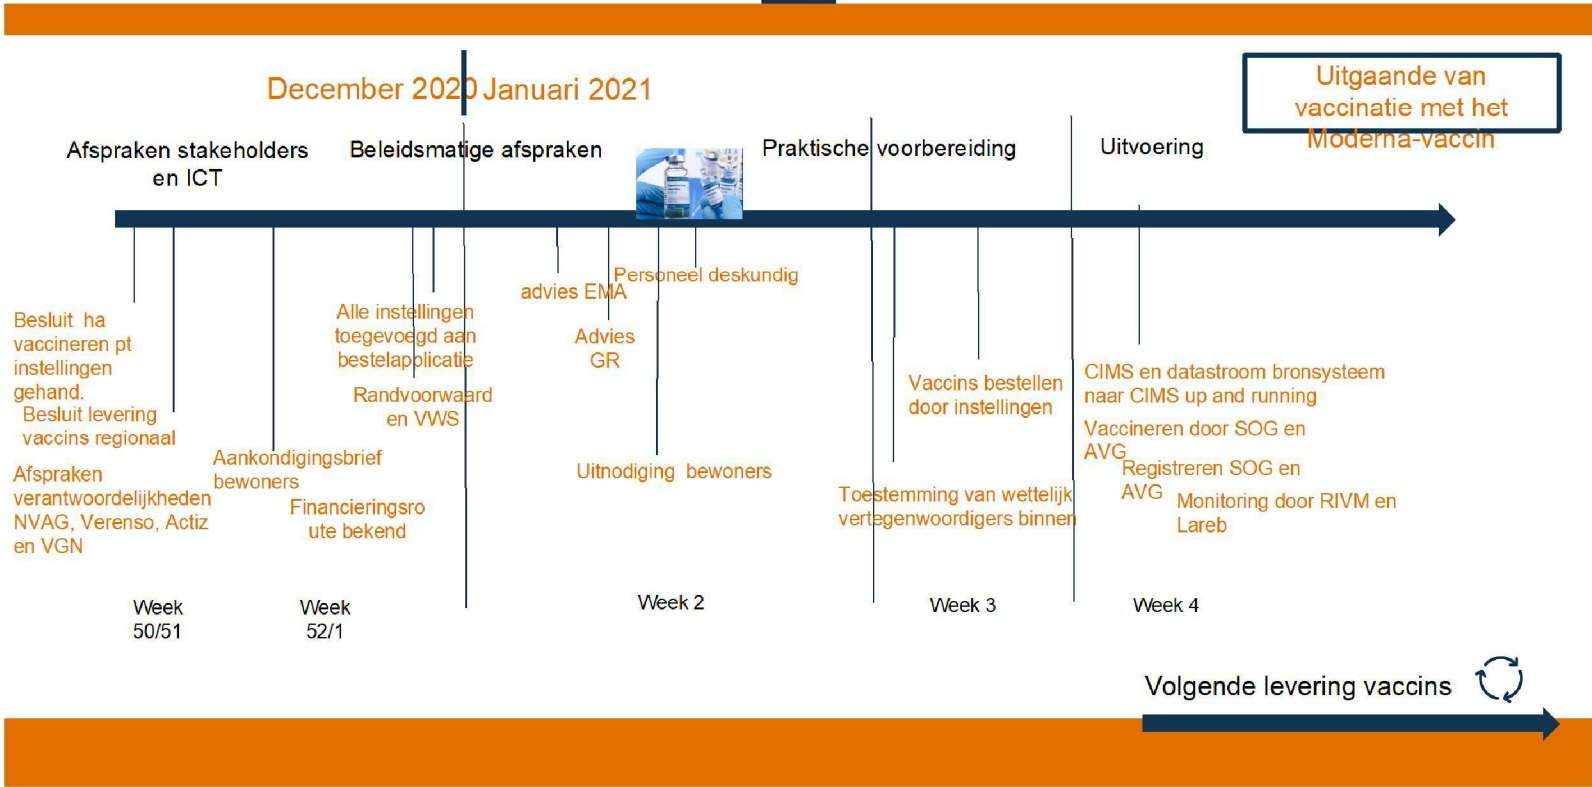 December 2020
Januari 2021
Uitgaande van
vaccinatie met het
Moderna-vaccin
Afspraken stakeholders
en ICT
Beleidsmatige afspraken
Praktische voorbereiding
Uitvoering
Besluit ha
vaccineren pt
instellingen
gehand.
Besluit levering
vaccins regionaal
Afspraken
verantwoordelijkheden
NVAG, Verenso, Actiz
en VGN
Aankondigingsbrief
bewoners
Financieringsro
ute bekend
Alle instellingen
toegevoegd aan
bestelapplicatie
Randvoorwaard
en VWS
advies EMA
Advies
GR
Personeel deskundig
Uitnodiging bewoners
Toestemming van wettelijk
vertegenwoordigers binnen
Vaccins bestellen
door instellingen
CIMS en datastroom bronsysteem
naar CIMS up and running
Vaccineren door SOG en
AVG
Registreren SOG en
AVG
Monitoring door RIVM en
Lareb
Week
50/51
Week
52/1
Week 2
Week 3
Week 4
Volgende levering vaccins